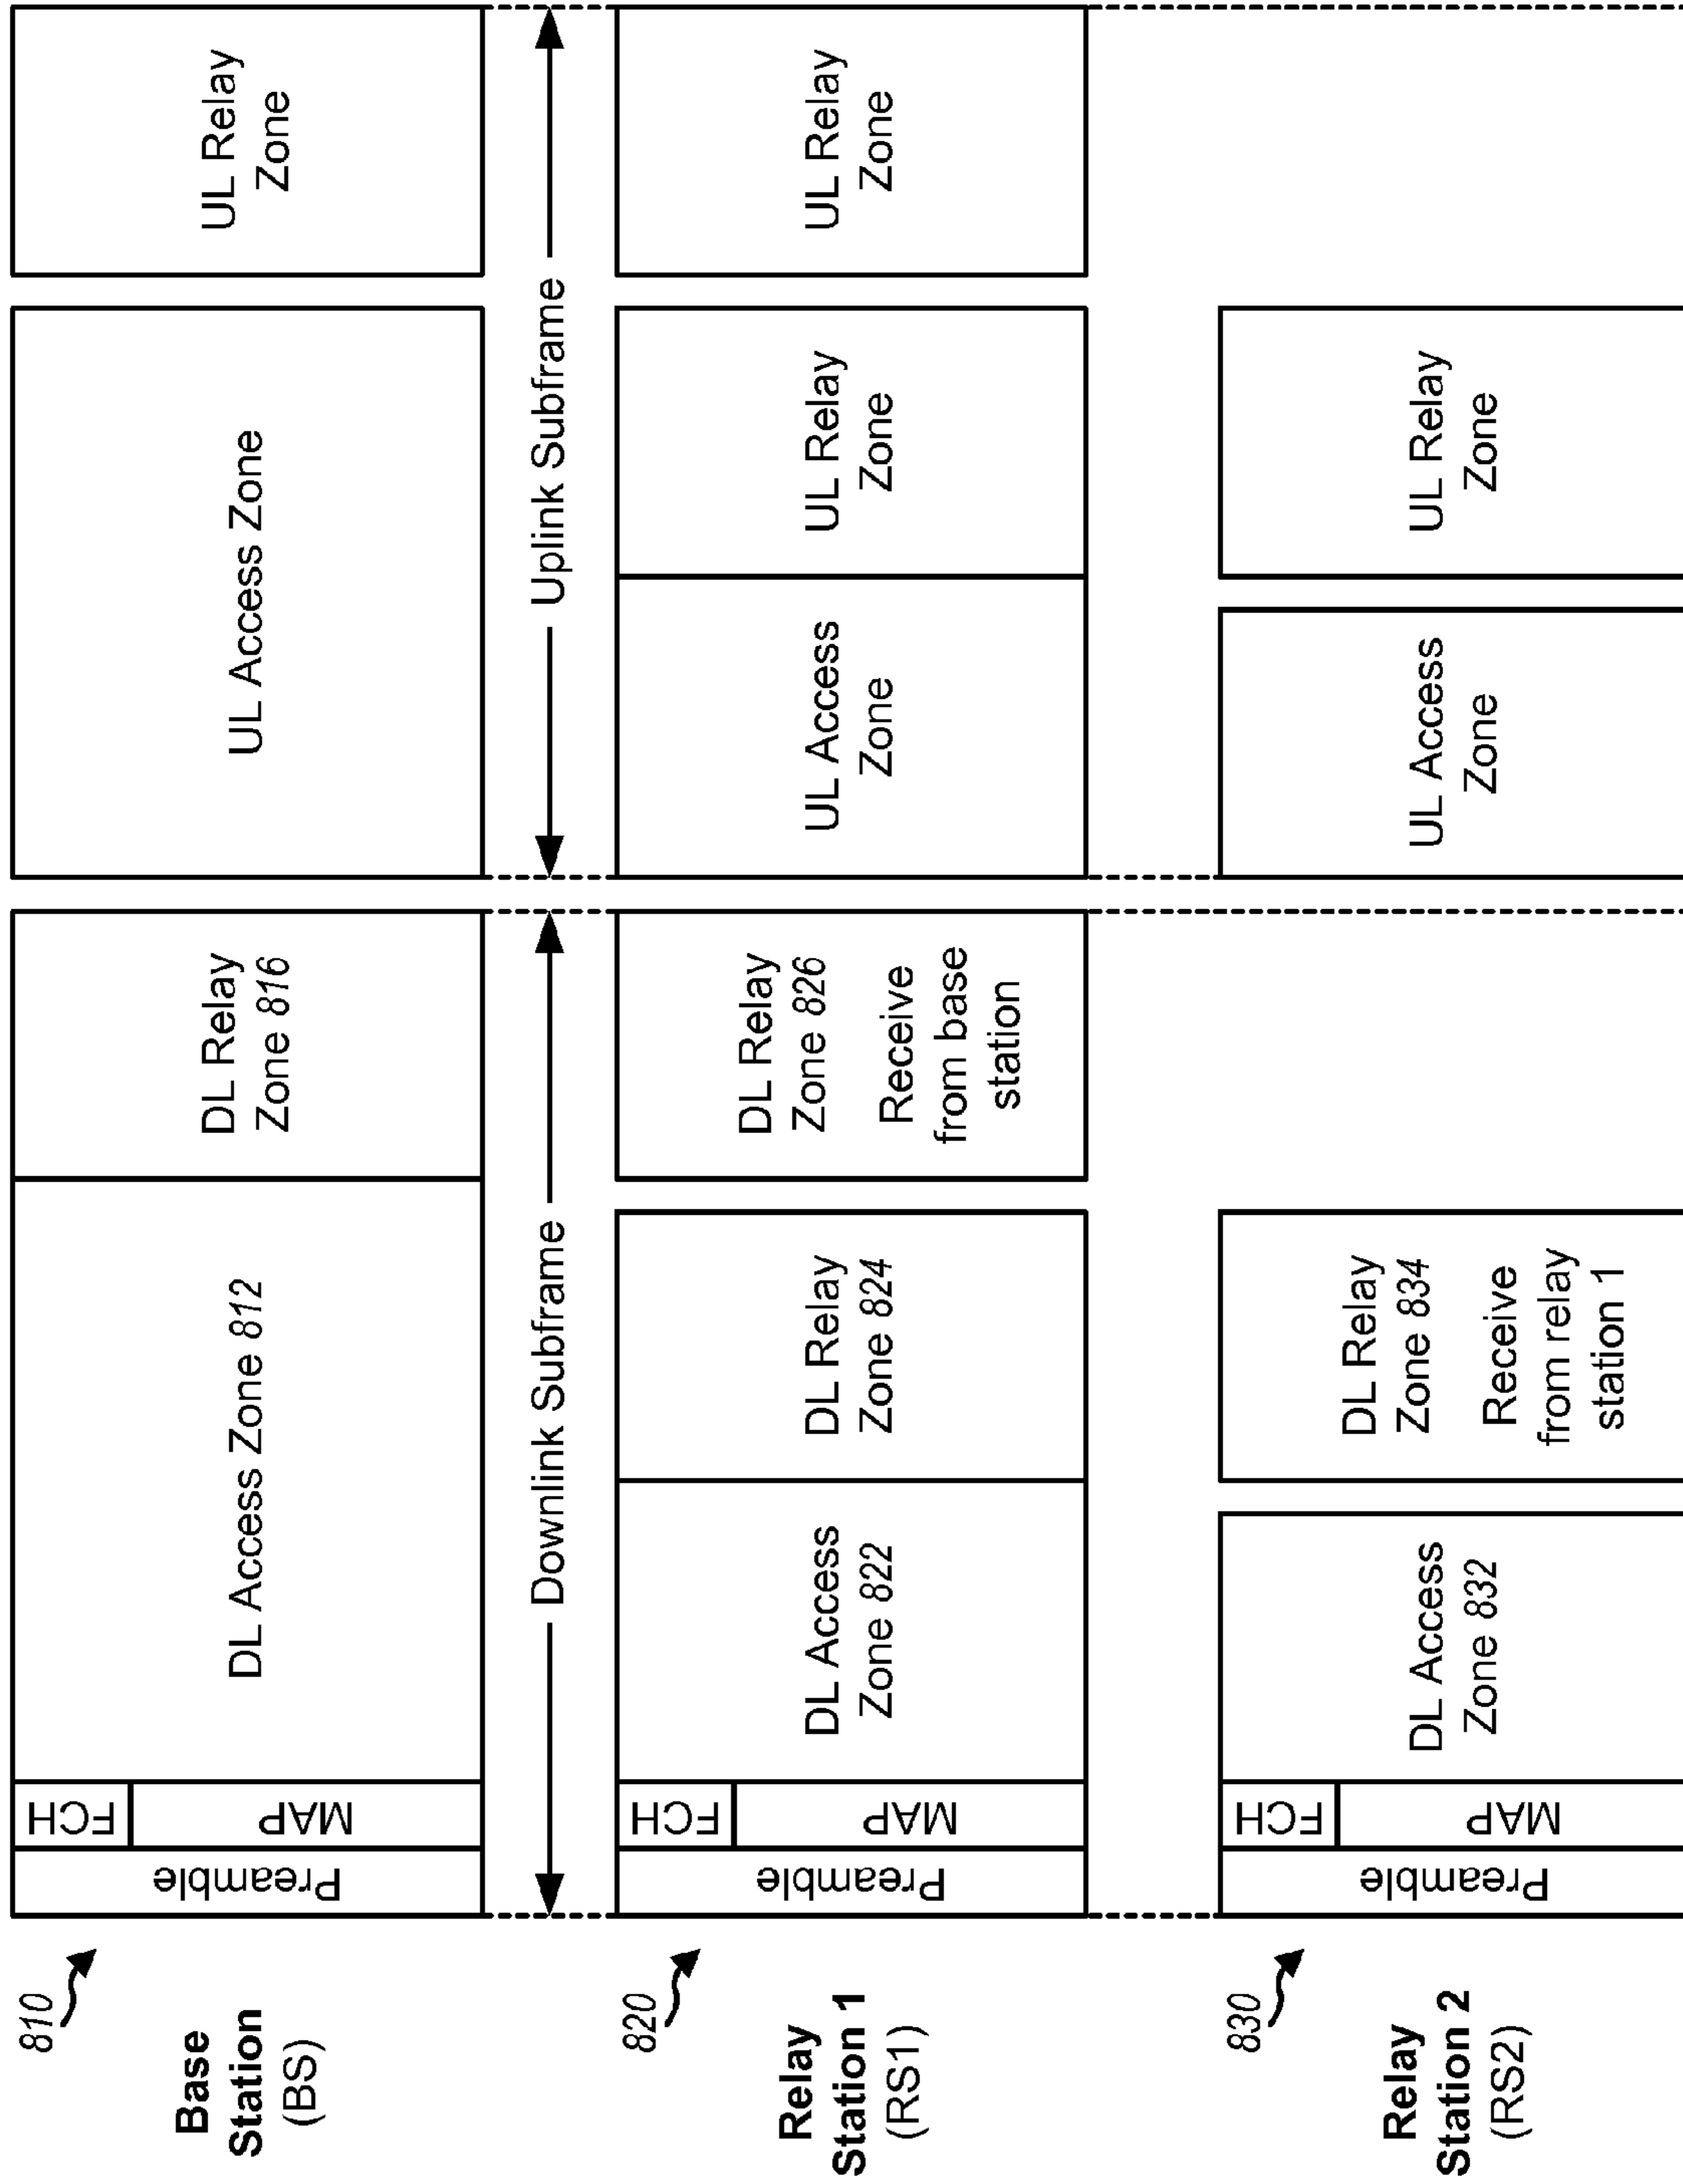 810
Base
Station
(BS)
Preamble
FCH
MAP
DL Access Zone 812
DL Relay
Zone 816
UL Access Zone
UL Relay
Zone
Downlink Subframe
Uplink Subframe
820
Relay
Station 1
(RS1)
Preamble
FCH
MAP
DL Access
Zone 822
DL Relay
Zone 824
DL Relay
Zone 826
Receive
from base
station
UL Access
Zone
UL Relay
Zone
UL Relay
Zone
830
Relay
Station 2
(RS2)
Preamble
FCH
MAP
DL Access
Zone 832
DL Relay
Zone 834
Receive
from relay
station 1
UL Access
Zone
UL Relay
Zone